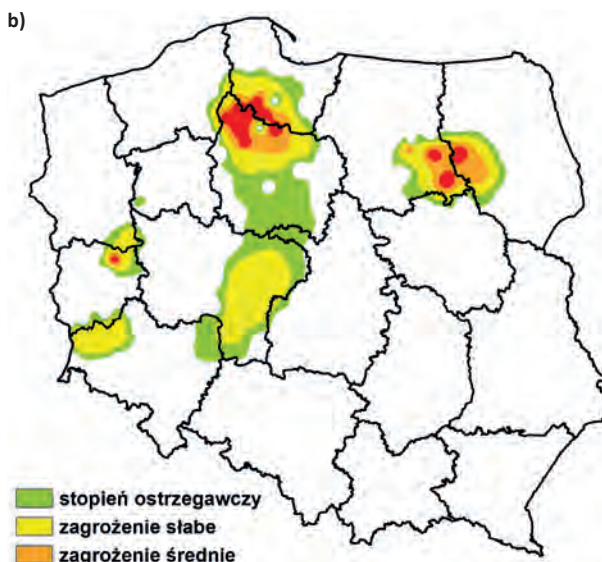 b)
stopień ostrzegawczy
zagrożenie słabe
zagrożenie średnie